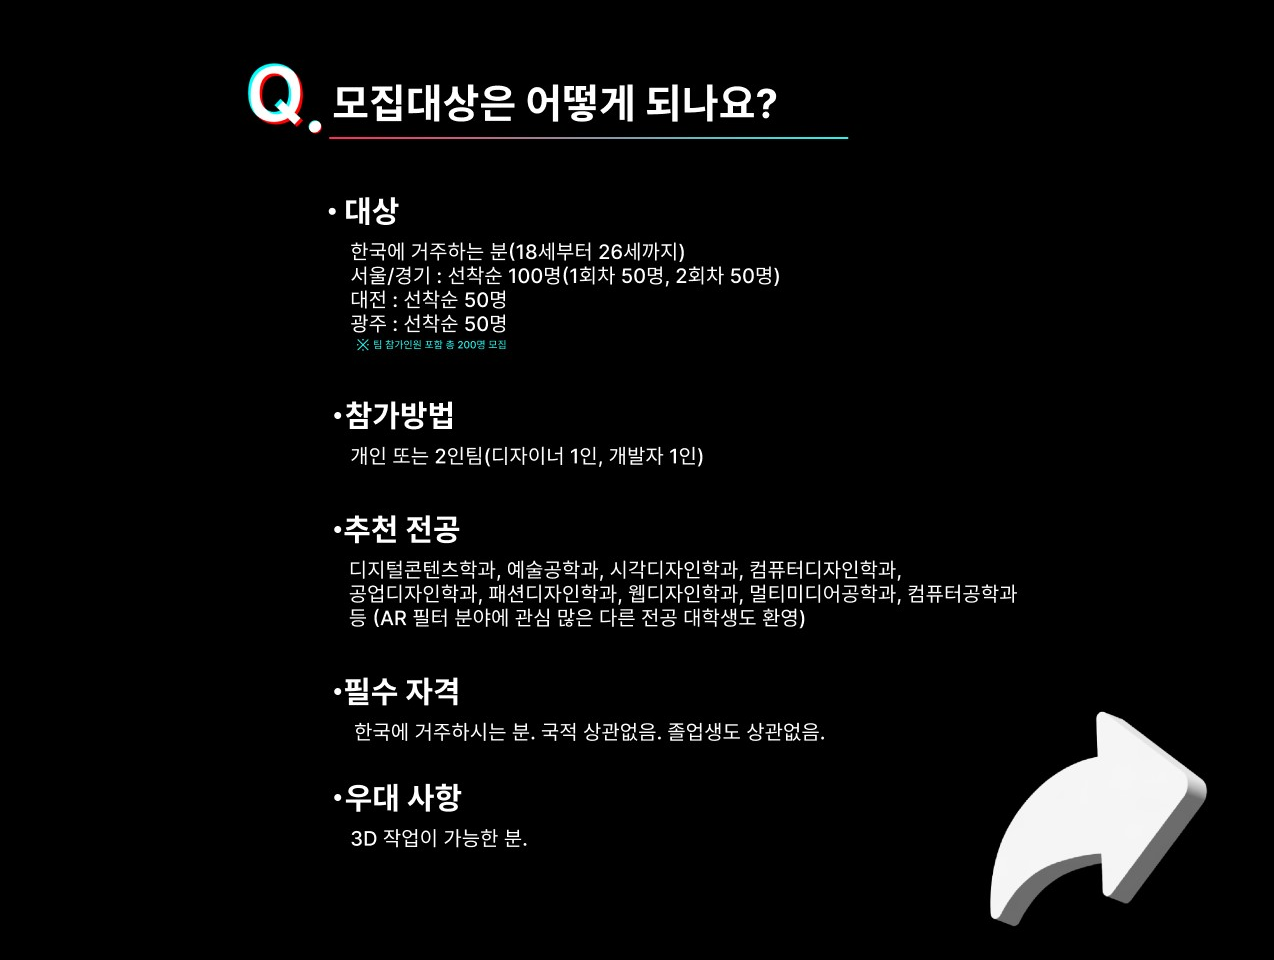 Q. 모집대상은 어떻게 되나요?
• 대상
한국에 거주하는 분(18세부터 26세까지)
서울/경기 : 선착순 100명(1회차 50명, 2회차 50명)
대전 : 선착순 50명
광주 : 선착순 50명
※ 팀 참가인원 포함 총 200명 모집
•참가방법
개인 또는 2인팀(디자이너 1인, 개발자 1인)
•추천 전공
디지털콘텐츠학과, 예술공학과, 시각디자인학과, 컴퓨터디자인학과,
공업디자인학과, 패션디자인학과, 웹디자인학과, 멀티미디어공학과, 컴퓨터공학과
등 (AR 필터 분야에 관심 많은 다른 전공 대학생도 환영)
•필수 자격
한국에 거주하시는 분. 국적 상관없음. 졸업생도 상관없음.
•우대 사항
3D 작업이 가능한 분.